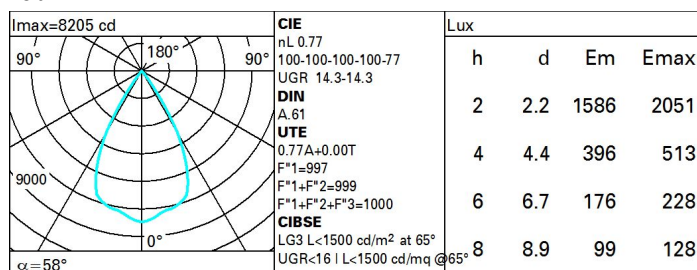 Imax=8205 cd
90°
180°
90°
9000
0°
α=58°
CIE
nL 0.77
100-100-100-100-77
UGR 14.3-14.3
DIN
A.61
UTE
0.77A+0.00T
F"1=997
F"1+F"2=999
F"1+F"2+F"3=1000
CIBSE
LG3 L<1500 cd/m² at 65°
UGR<16 | L<1500 cd/mq @65°
Lux
h d Em Emax
2 2.2 1586 2051
4 4.4 396 513
6 6.7 176 228
8 8.9 99 128